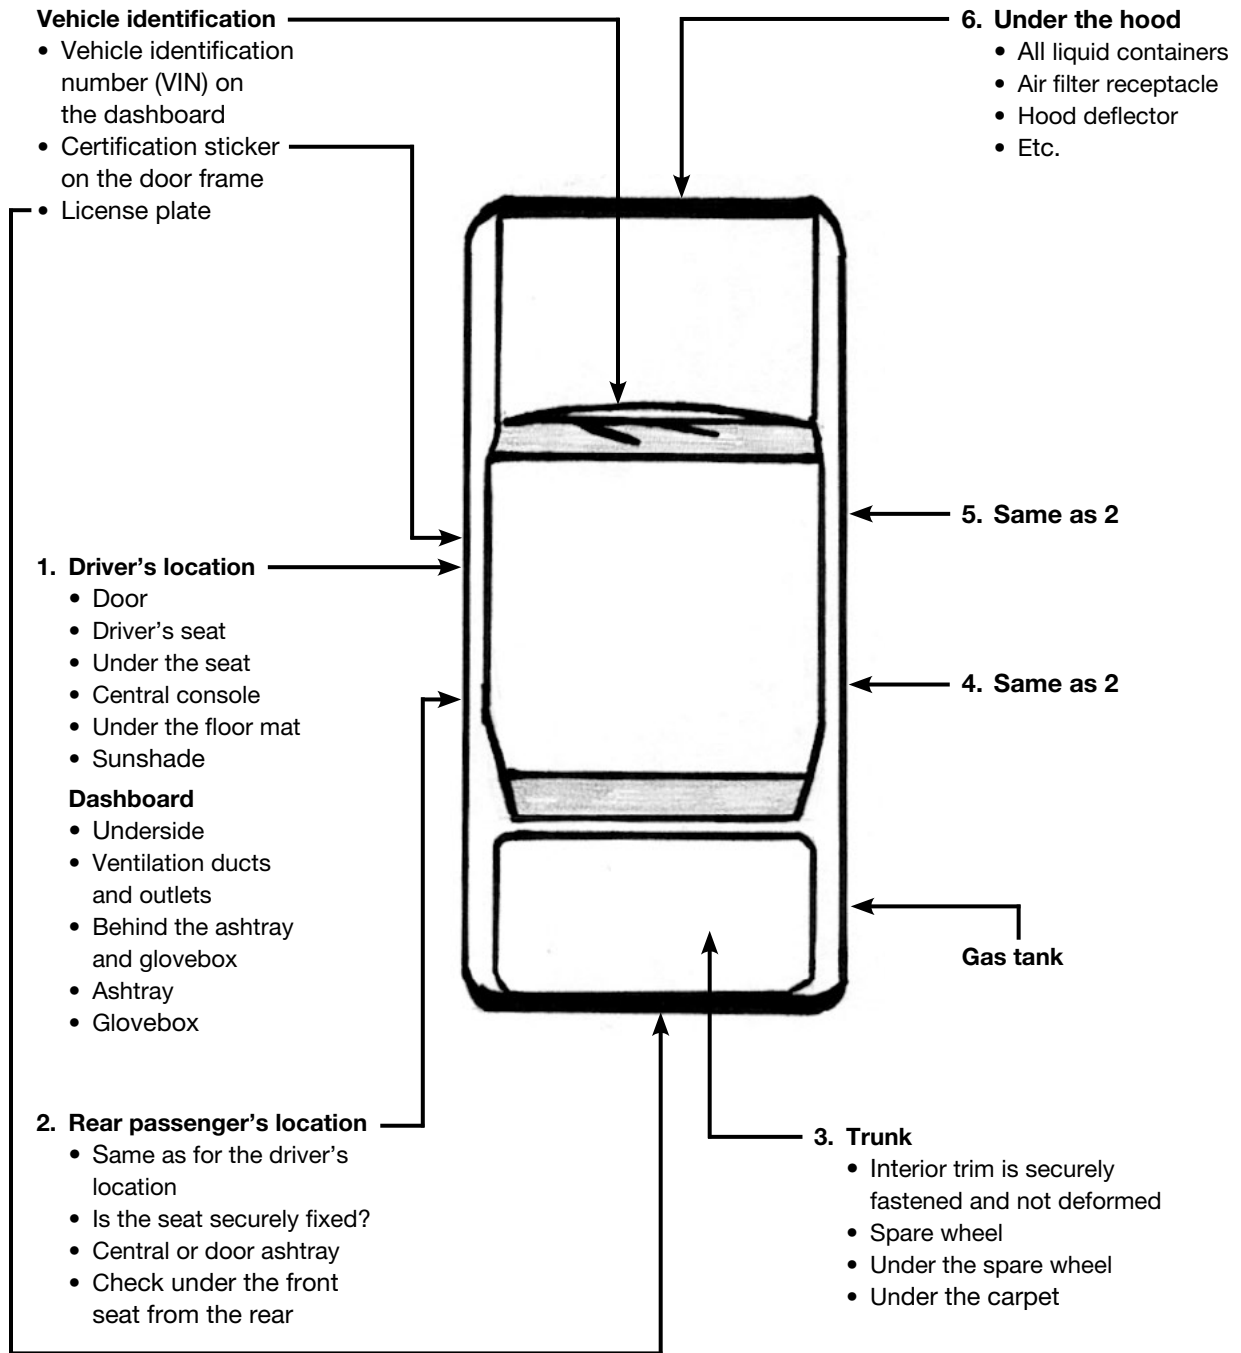 Vehicle identification
• Vehicle identification
number (VIN) on
the dashboard
• Certification sticker
on the door frame
• License plate
6. Under the hood
• All liquid containers
• Air filter receptacle
• Hood deflector
• Etc.
5. Same as 2
1. Driver’s location
• Door
• Driver’s seat
• Under the seat
• Central console
• Under the floor mat
• Sunshade
Dashboard
• Underside
• Ventilation ducts
and outlets
• Behind the ashtray
and glovebox
• Ashtray
• Glovebox
4. Same as 2
Gas tank
2. Rear passenger’s location
• Same as for the driver’s
location
• Is the seat securely fixed?
• Central or door ashtray
• Check under the front
seat from the rear
3. Trunk
• Interior trim is securely
fastened and not deformed
• Spare wheel
• Under the spare wheel
• Under the carpet